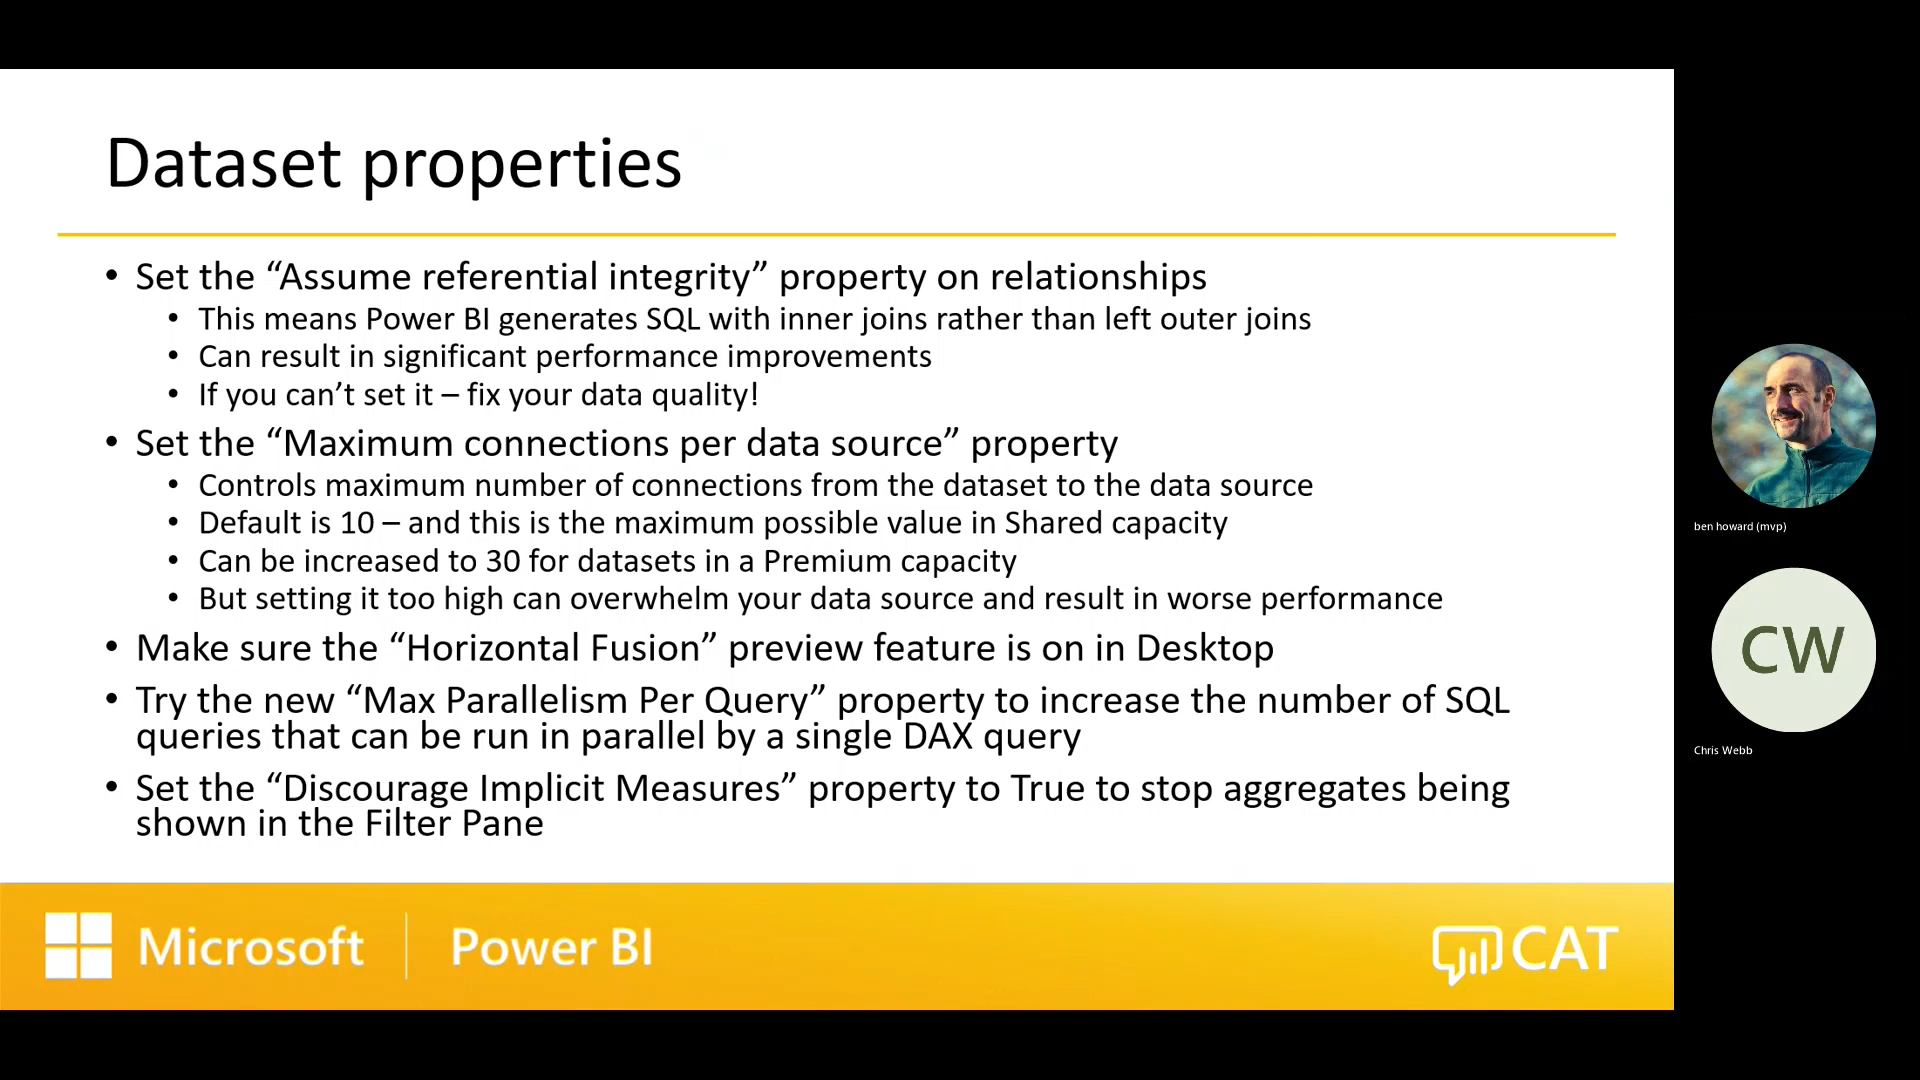 Dataset properties
• Set the “Assume referential integrity” property on relationships
• This means Power BI generates SQL with inner joins rather than left outer joins
• Can result in significant performance improvements
• If you can’t set it – fix your data quality!
• Set the “Maximum connections per data source” property
• Controls maximum number of connections from the dataset to the data source
• Default is 10 – and this is the maximum possible value in Shared capacity
• Can be increased to 30 for datasets in a Premium capacity
• But setting it too high can overwhelm your data source and result in worse performance
• Make sure the “Horizontal Fusion” preview feature is on in Desktop
• Try the new “Max Parallelism Per Query” property to increase the number of SQL
queries that can be run in parallel by a single DAX query
• Set the “Discourage Implicit Measures” property to True to stop aggregates being
shown in the Filter Pane
Microsoft Power BI CAT
ben howard (mvp)
CW
Chris Webb